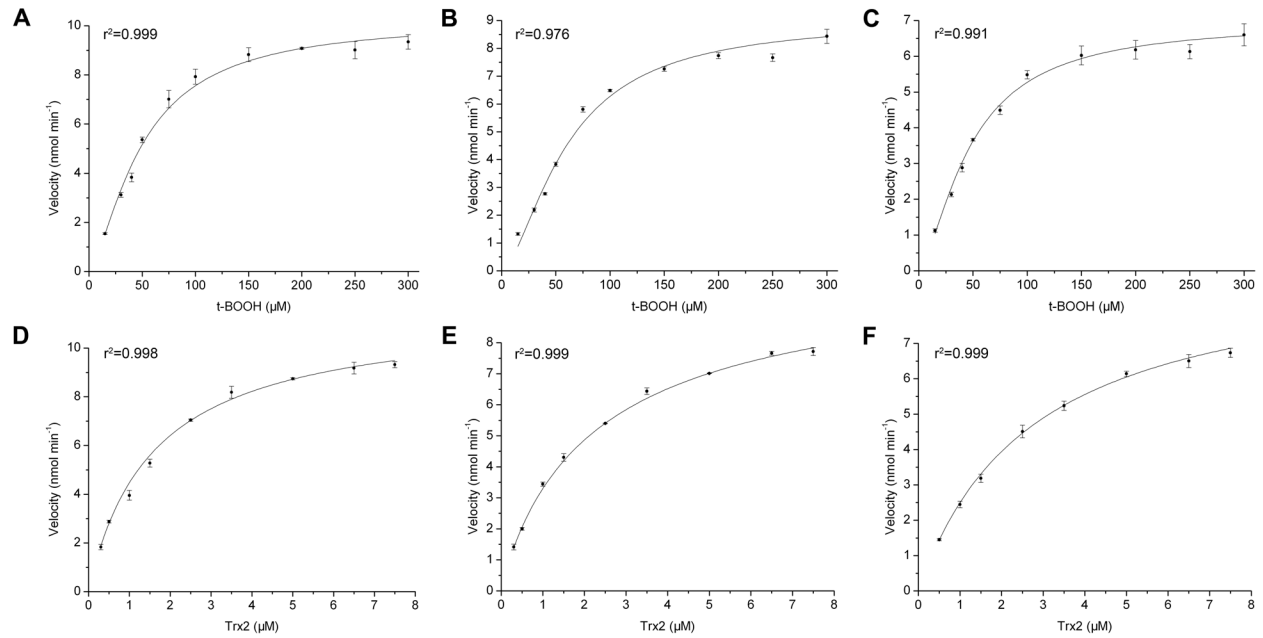 A
r²=0.999
Velocity (nmol min⁻¹)
10
8
6
4
2
0
0 50 100 150 200 250 300
t-BOOH (µM)
B
r²=0.976
Velocity (nmol min⁻¹)
9
8
7
6
5
4
3
2
1
0
0 50 100 150 200 250 300
t-BOOH (µM)
C
r²=0.991
Velocity (nmol min⁻¹)
7
6
5
4
3
2
1
0
0 50 100 150 200 250 300
t-BOOH (µM)
D
r²=0.998
Velocity (nmol min⁻¹)
10
8
6
4
2
0
0 1 2 3 4 5 6 7 8
Trx2 (µM)
E
r²=0.999
Velocity (nmol min⁻¹)
8
7
6
5
4
3
2
1
0
0 1 2 3 4 5 6 7 8
Trx2 (µM)
F
r²=0.999
Velocity (nmol min⁻¹)
7
6
5
4
3
2
1
0
0 1 2 3 4 5 6 7 8
Trx2 (µM)